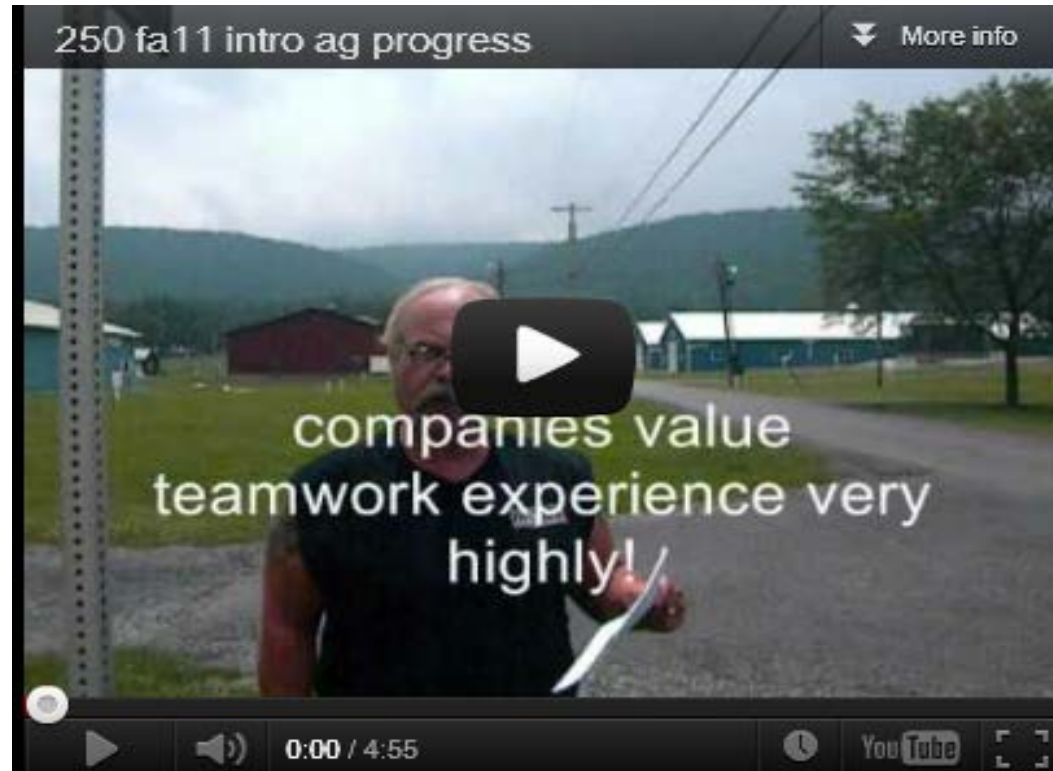 250 fa11 intro ag progress
More info
companies value
teamwork experience very
highly!
0:00 / 4:55
YouTube